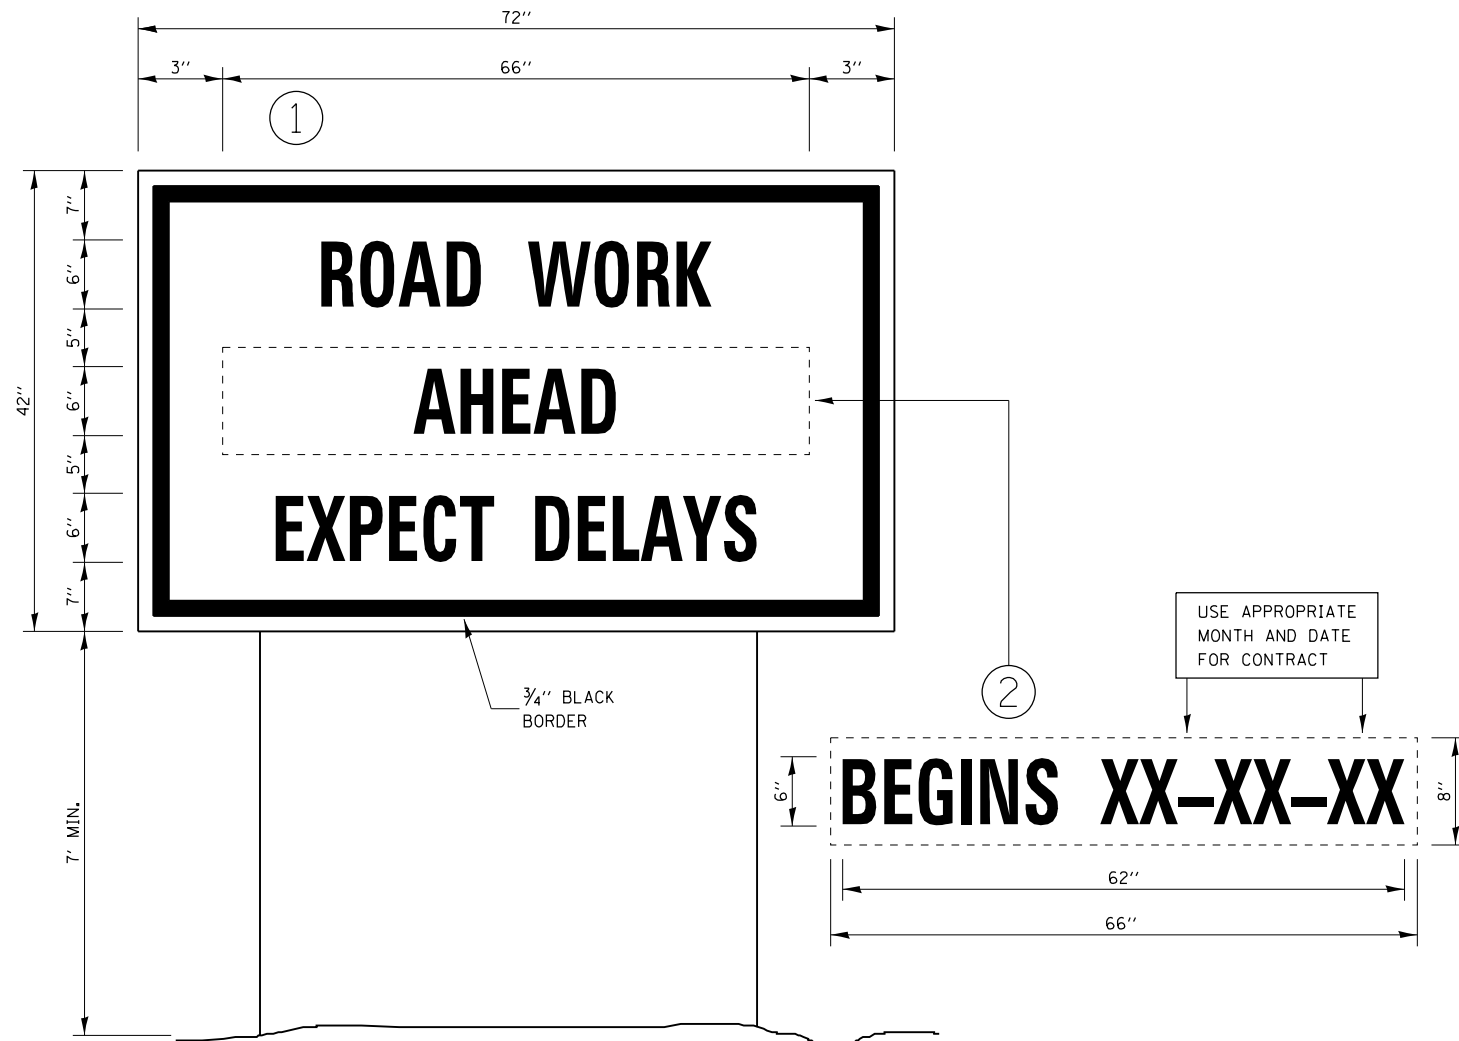 72''
3'' 66'' 3''
1
7''
6''
5''
6''
5''
6''
7''
42''
ROAD WORK
AHEAD
EXPECT DELAYS
3/4'' BLACK
BORDER
7' MIN.
2
USE APPROPRIATE
MONTH AND DATE
FOR CONTRACT
6''
BEGINS XX-XX-XX
8''
62''
66''